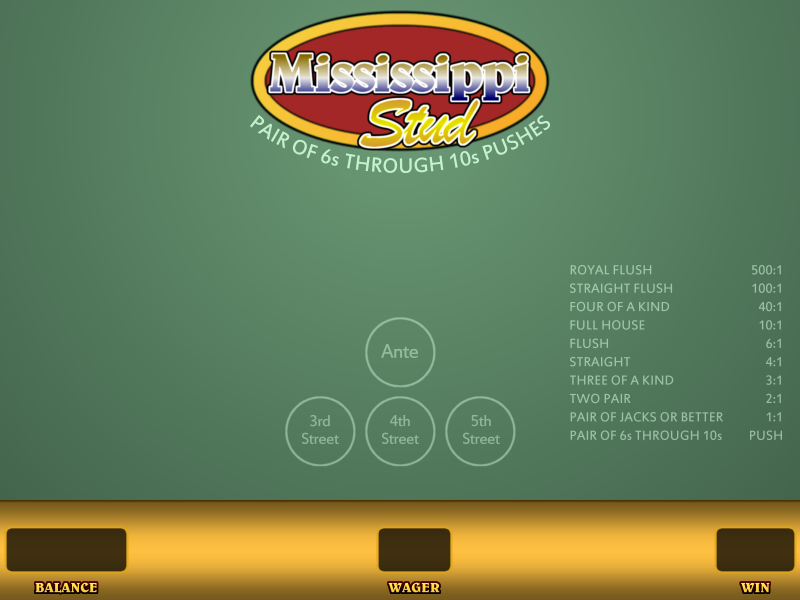 Mississippi
Stud
PAIR OF 6s THROUGH 10s PUSHES
ROYAL FLUSH 500:1
STRAIGHT FLUSH 100:1
FOUR OF A KIND 40:1
FULL HOUSE 10:1
FLUSH 6:1
STRAIGHT 4:1
THREE OF A KIND 3:1
TWO PAIR 2:1
PAIR OF JACKS OR BETTER 1:1
PAIR OF 6s THROUGH 10s PUSH
Ante
3rd
Street
4th
Street
5th
Street
BALANCE
WAGER
WIN